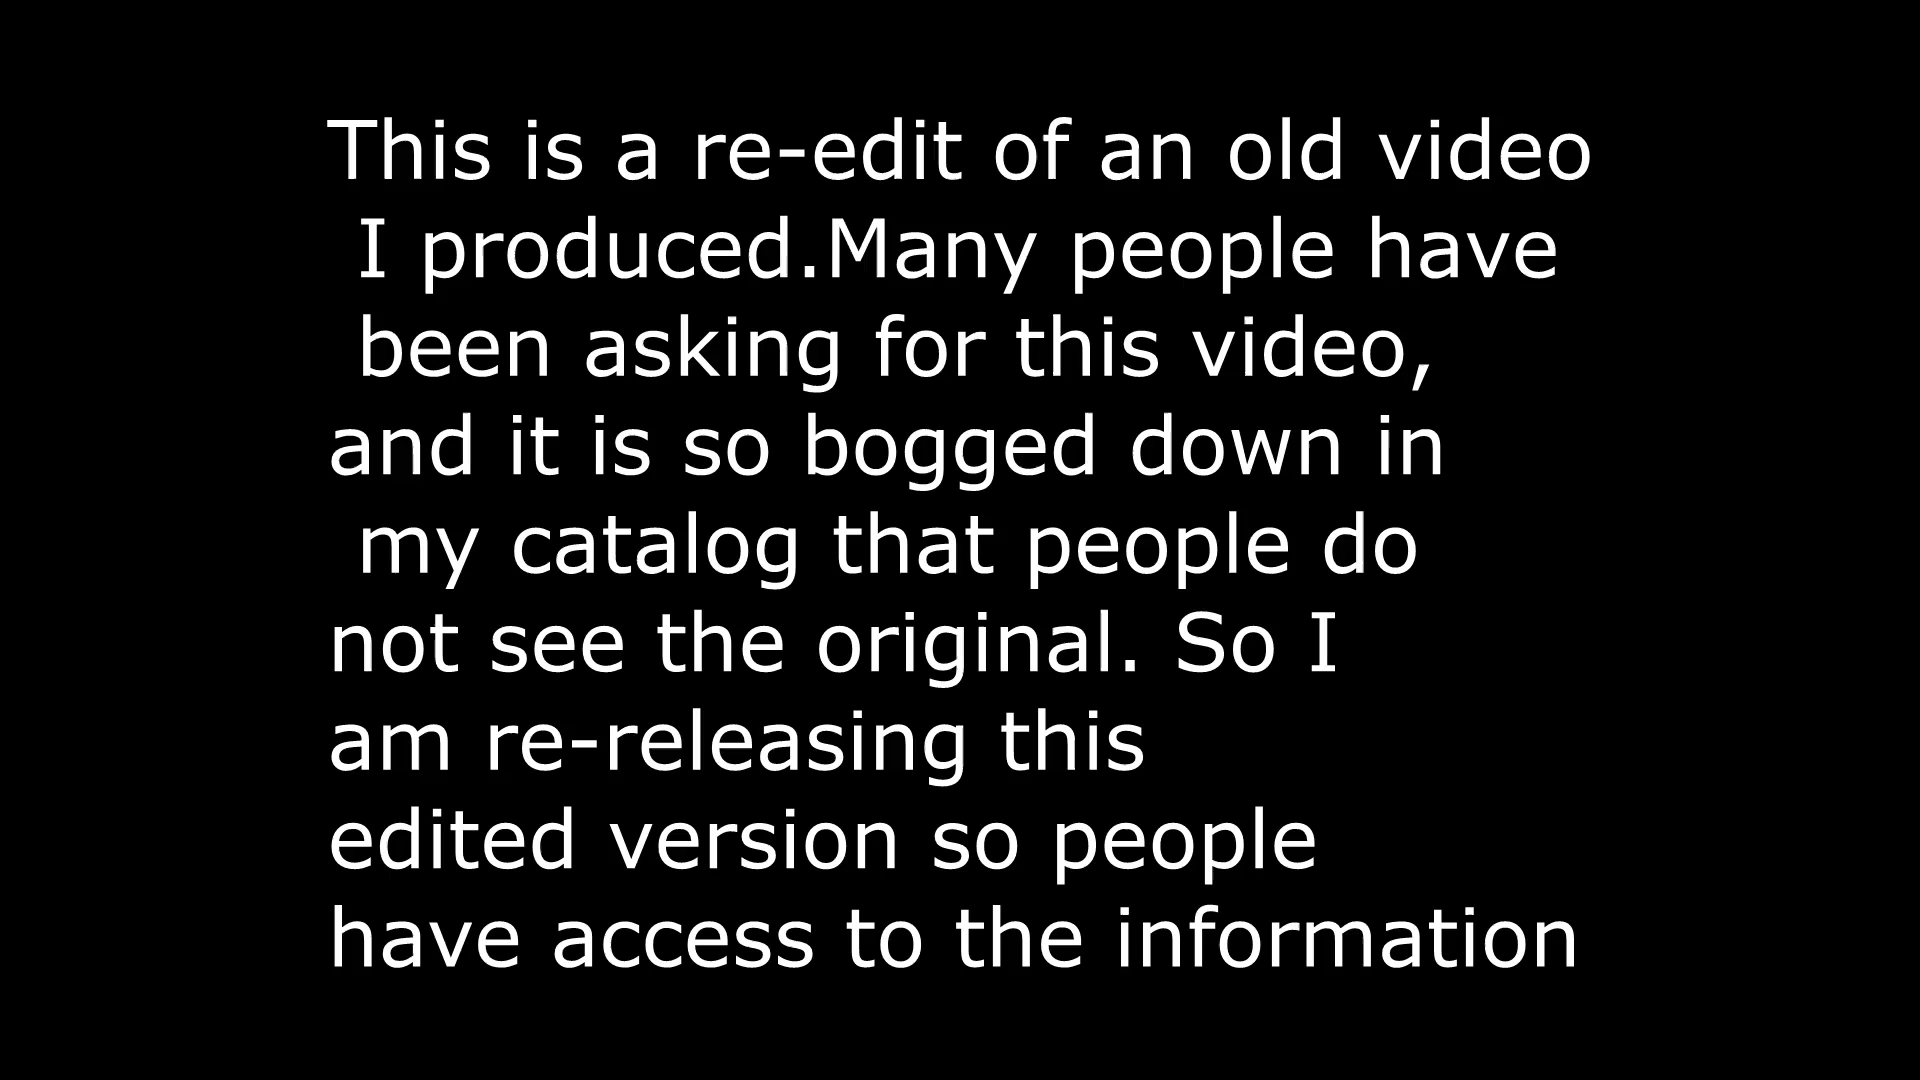 This is a re-edit of an old video
I produced.Many people have
been asking for this video,
and it is so bogged down in
my catalog that people do
not see the original. So I
am re-releasing this
edited version so people
have access to the information